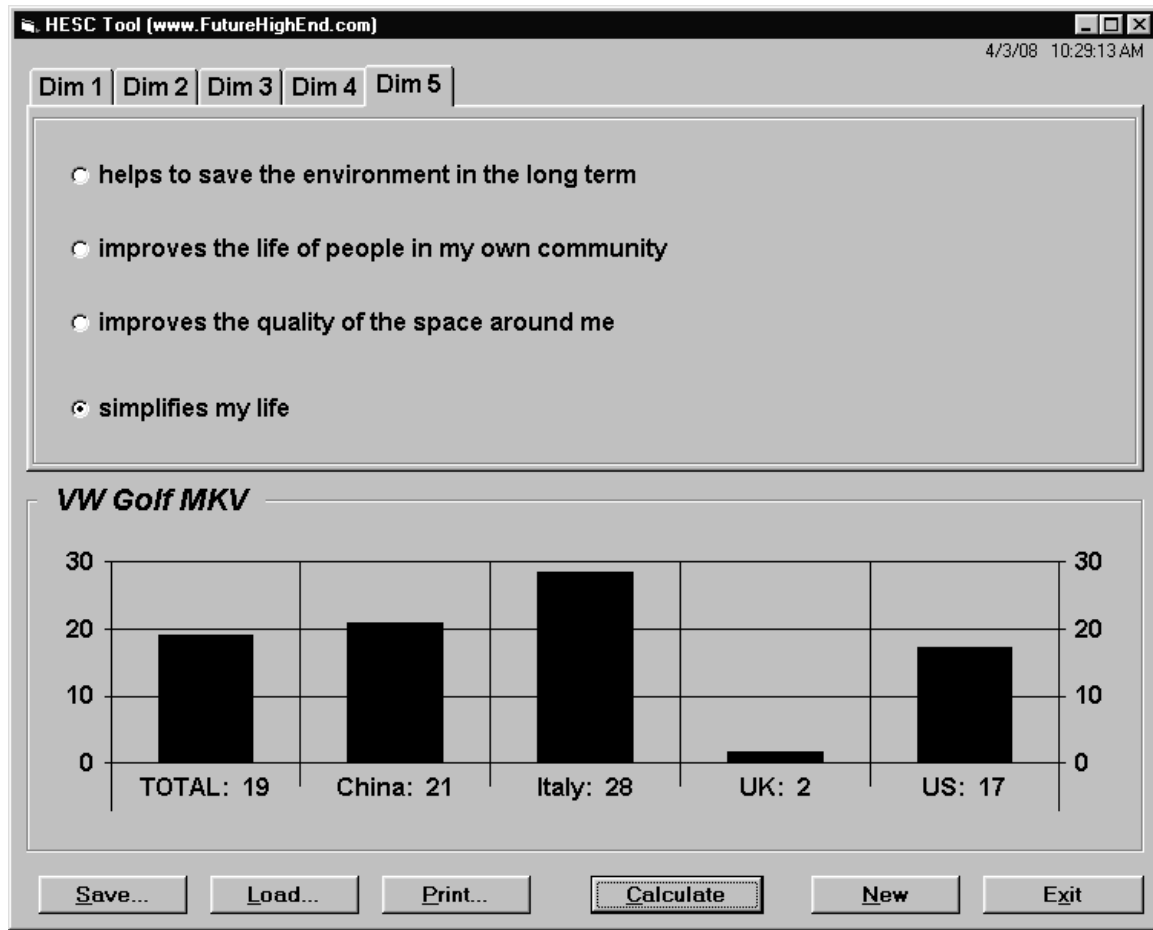 HESC Tool (www.FutureHighEnd.com)
4/3/08 10:29:13 AM
Dim 1 Dim 2 Dim 3 Dim 4 Dim 5
helps to save the environment in the long term
improves the life of people in my own community
improves the quality of the space around me
simplifies my life
VW Golf MKV
30 30
20 20
10 10
0 0
TOTAL: 19 China: 21 Italy: 28 UK: 2 US: 17
Save... Load... Print... Calculate New Exit